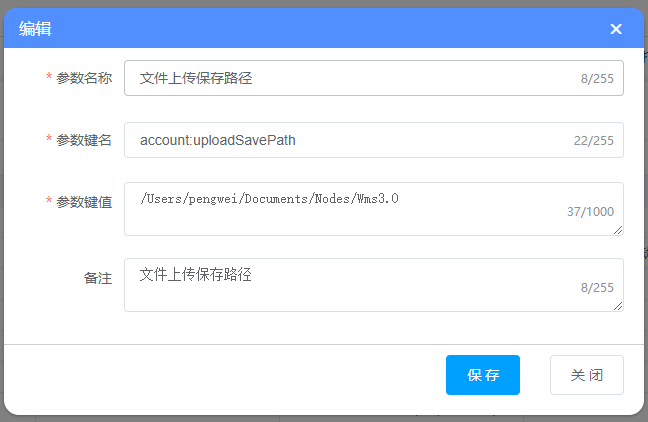 编辑
* 参数名称 文件上传保存路径 8/255
* 参数键名 account:uploadSavePath 22/255
* 参数键值 /Users/pengwei/Documents/Nodes/Wms3.0 37/1000
备注 文件上传保存路径 8/255
保 存 关 闭